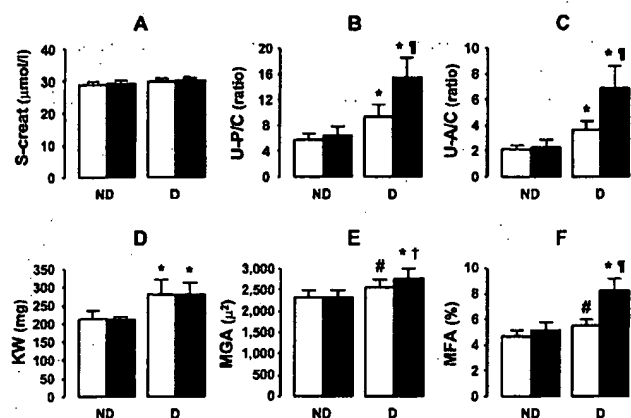 A
S-creat (µmol/l)
40
30
20
10
0
ND D
B
U-P/C (ratio)
20
16
12
8
4
0
*
* ¶
ND D
C
U-A/C (ratio)
10
8
6
4
2
0
*
* ¶
ND D
D
KW (mg)
350
300
250
200
150
100
50
0
* *
ND D
E
MGA (µ²)
3,000
2,500
2,000
1,500
1,000
500
0
#
* †
ND D
F
MFA (%)
10
8
6
4
2
0
#
* ¶
ND D